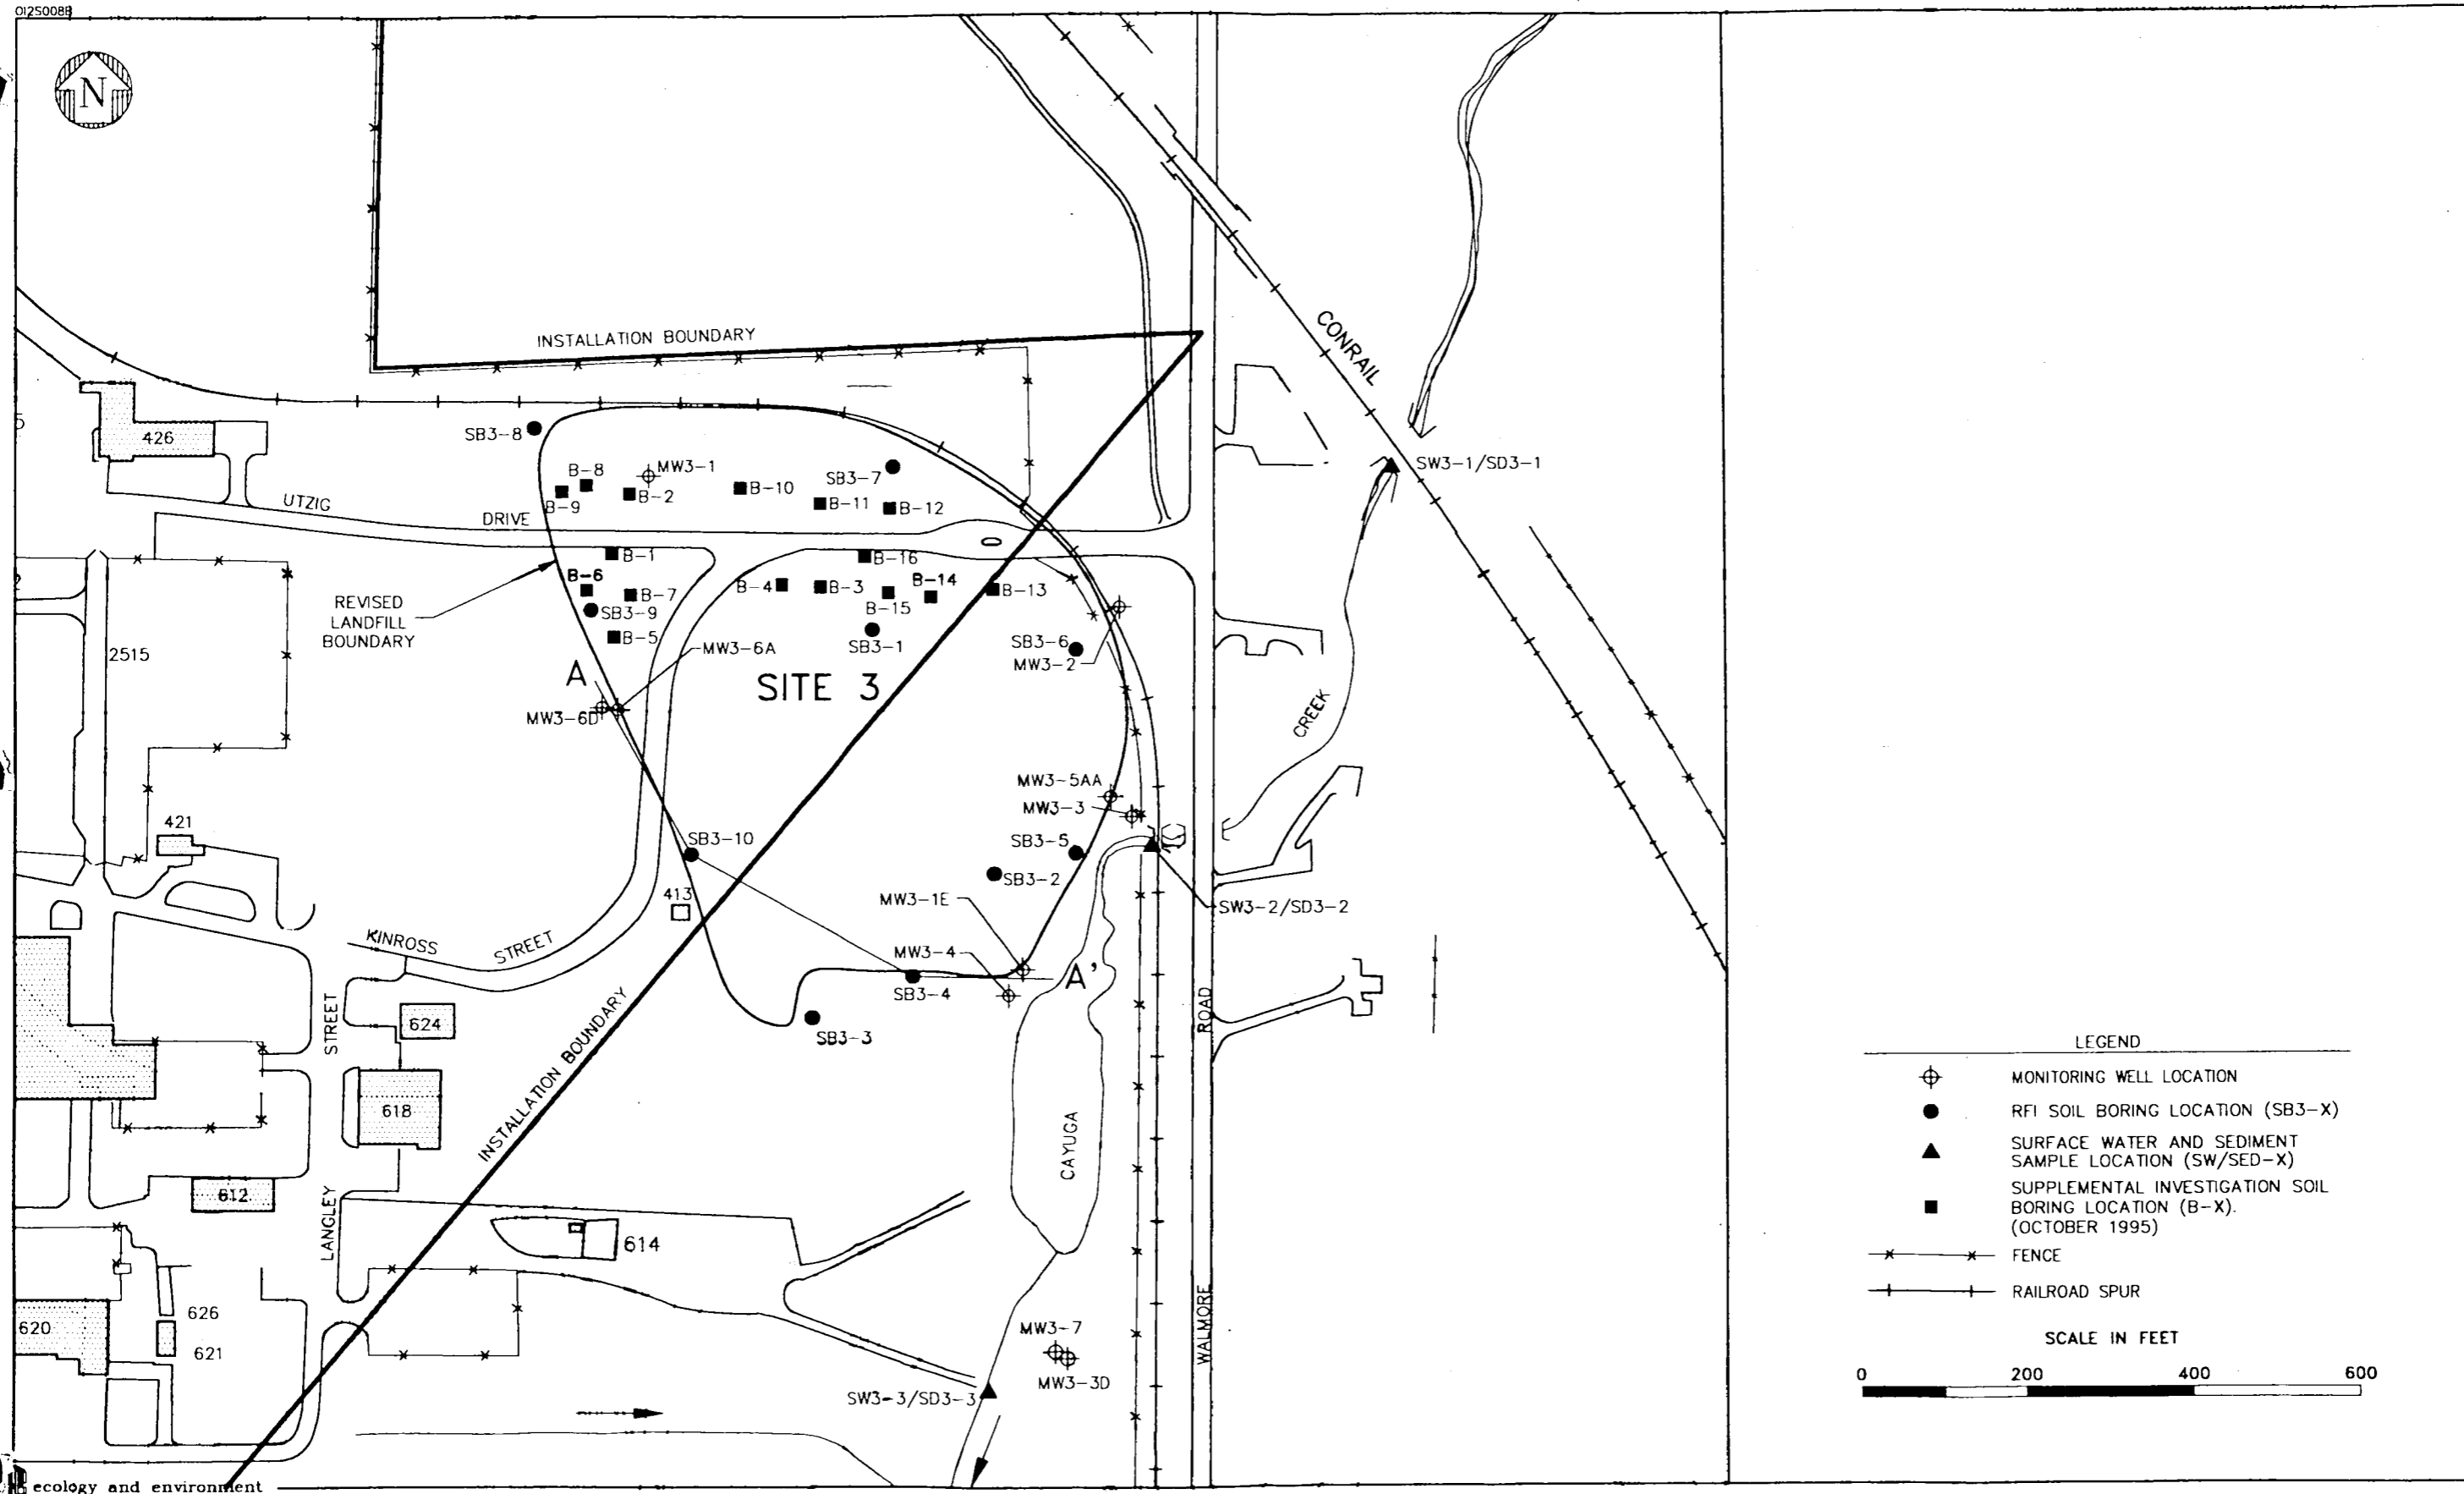 012S008B
N
INSTALLATION BOUNDARY
CONRAIL
426
SB3-8
B-8
MW3-1
B-9
B-2
B-10
SB3-7
B-11
B-12
SW3-1/SD3-1
UTZIG
DRIVE
B-1
B-16
B-6
B-7
B-4
B-3
B-14
B-15
B-13
SB3-9
B-5
SB3-1
SB3-6
MW3-2
REVISED
LANDFILL
BOUNDARY
2515
MW3-6A
A
SITE 3
MW3-6D
CREEK
MW3-5AA
MW3-3
421
SB3-10
SB3-5
SB3-2
413
MW3-1E
SW3-2/SD3-2
KINROSS
STREET
MW3-4
A'
SB3-4
SB3-3
STREET
624
INSTALLATION BOUNDARY
ROAD
618
CAYUGA
612
LANGLEY
614
626
620
621
WALMORE
MW3-7
MW3-3D
SW3-3/SD3-3
LEGEND
MONITORING WELL LOCATION
RFI SOIL BORING LOCATION (SB3-X)
SURFACE WATER AND SEDIMENT
SAMPLE LOCATION (SW/SED-X)
SUPPLEMENTAL INVESTIGATION SOIL
BORING LOCATION (B-X).
(OCTOBER 1995)
FENCE
RAILROAD SPUR
SCALE IN FEET
0 200 400 600
ecology and environment